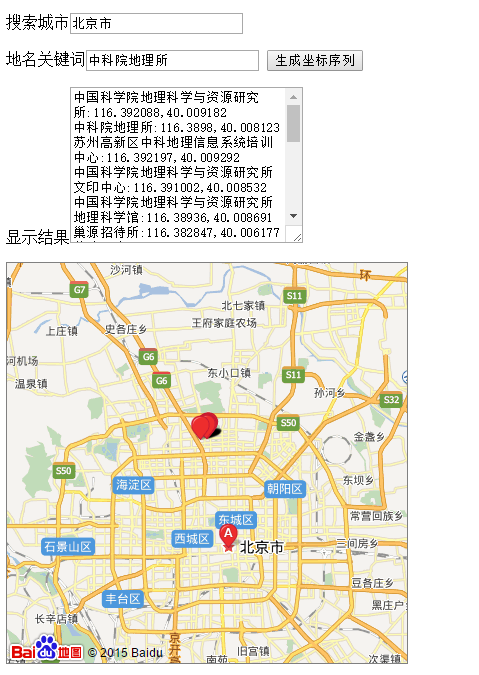 搜索城市 北京市
地名关键词 中科院地理所 生成坐标序列
中国科学院地理科学与资源研究
所:116.392088,40.009182
中科院地理所:116.3898,40.008123
苏州高新区中科地理信息系统培训
中心:116.392197,40.009292
中国科学院地理科学与资源研究所
文印中心:116.391002,40.008532
中国科学院地理科学与资源研究所
地理科学馆:116.38936,40.008691
巢源招待所:116.382847,40.006177
显示结果
沙河镇
环
G7
S11
北七家镇
上庄镇
史各庄乡
王府家庭农场
河机场
G6
温泉镇
G6
东小口镇
S11
孙河乡
S32
S50
金盏乡
S50
海淀区
朝阳区
东坝乡
东城区
常营回族乡
西城区
A
石景山区
北京市
三间房乡
豆各庄乡
丰台区
黑庄户
长辛店镇
京开高
旧宫镇
南苑
次渠镇
Bai du 地图 © 2015 Baidu